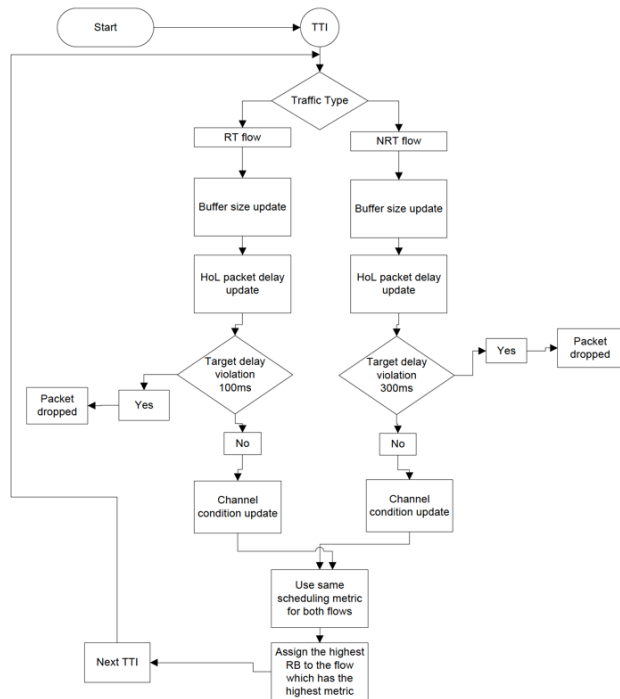 Start
TTI
Traffic Type
RT flow
NRT flow
Buffer size update
Buffer size update
HoL packet delay
update
HoL packet delay
update
Target delay
violation
100ms
Target delay
violation
300ms
Yes
Packet
dropped
Packet
dropped
Yes
No
No
Channel
condition update
Channel
condition update
Use same
scheduling metric
for both flows
Assign the highest
RB to the flow
which has the
highest metric
Next TTI